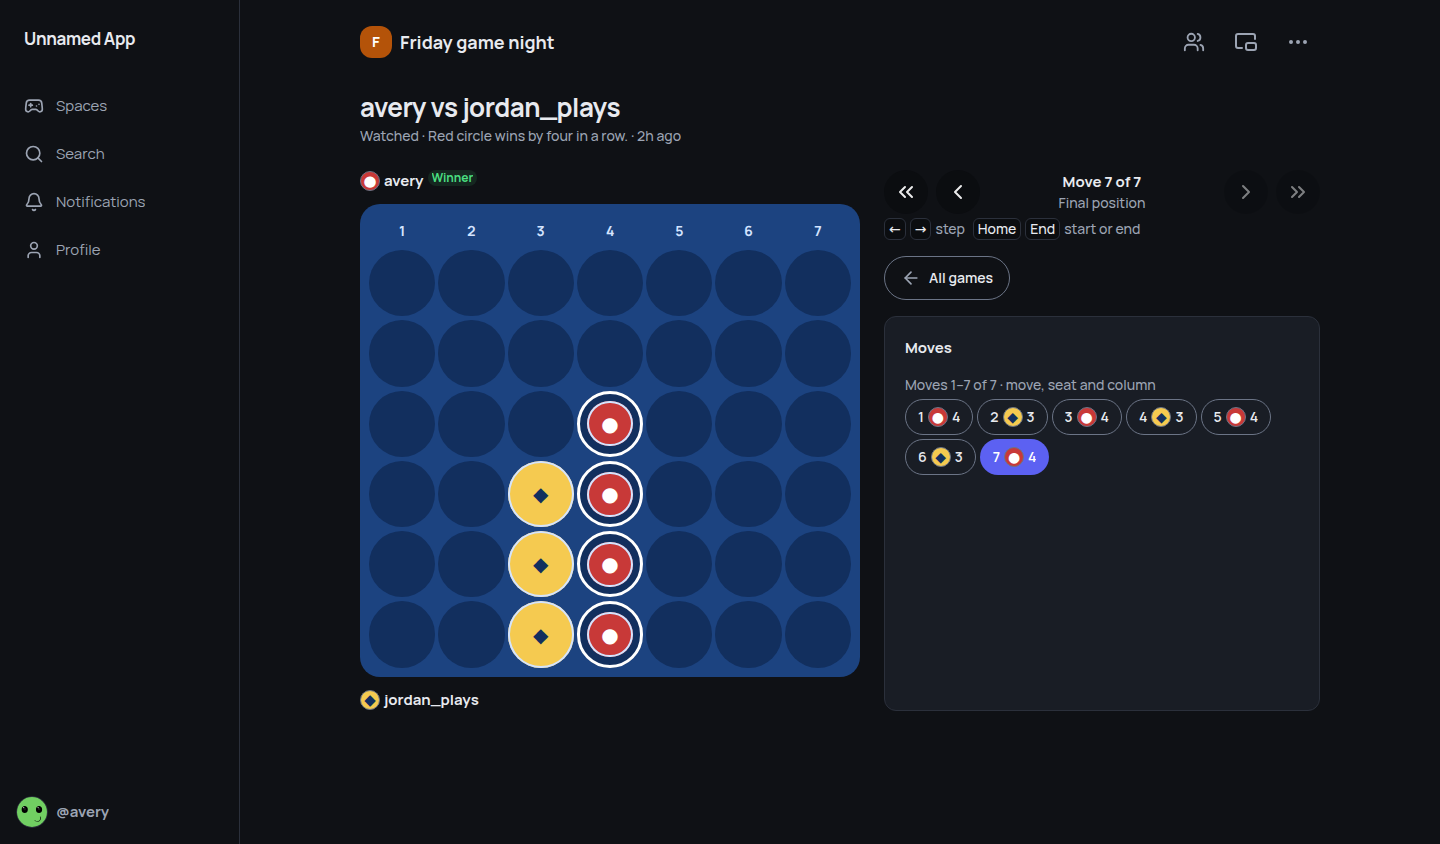 Unnamed App
Spaces
Search
Notifications
Profile
@avery
F Friday game night
avery vs jordan_plays
Watched · Red circle wins by four in a row. · 2h ago
avery Winner
1 2 3 4 5 6 7
jordan_plays
Move 7 of 7
Final position
← → step Home End start or end
All games
Moves
Moves 1–7 of 7 · move, seat and column
1 4 2 3 3 4 4 3 5 4
6 3 7 4